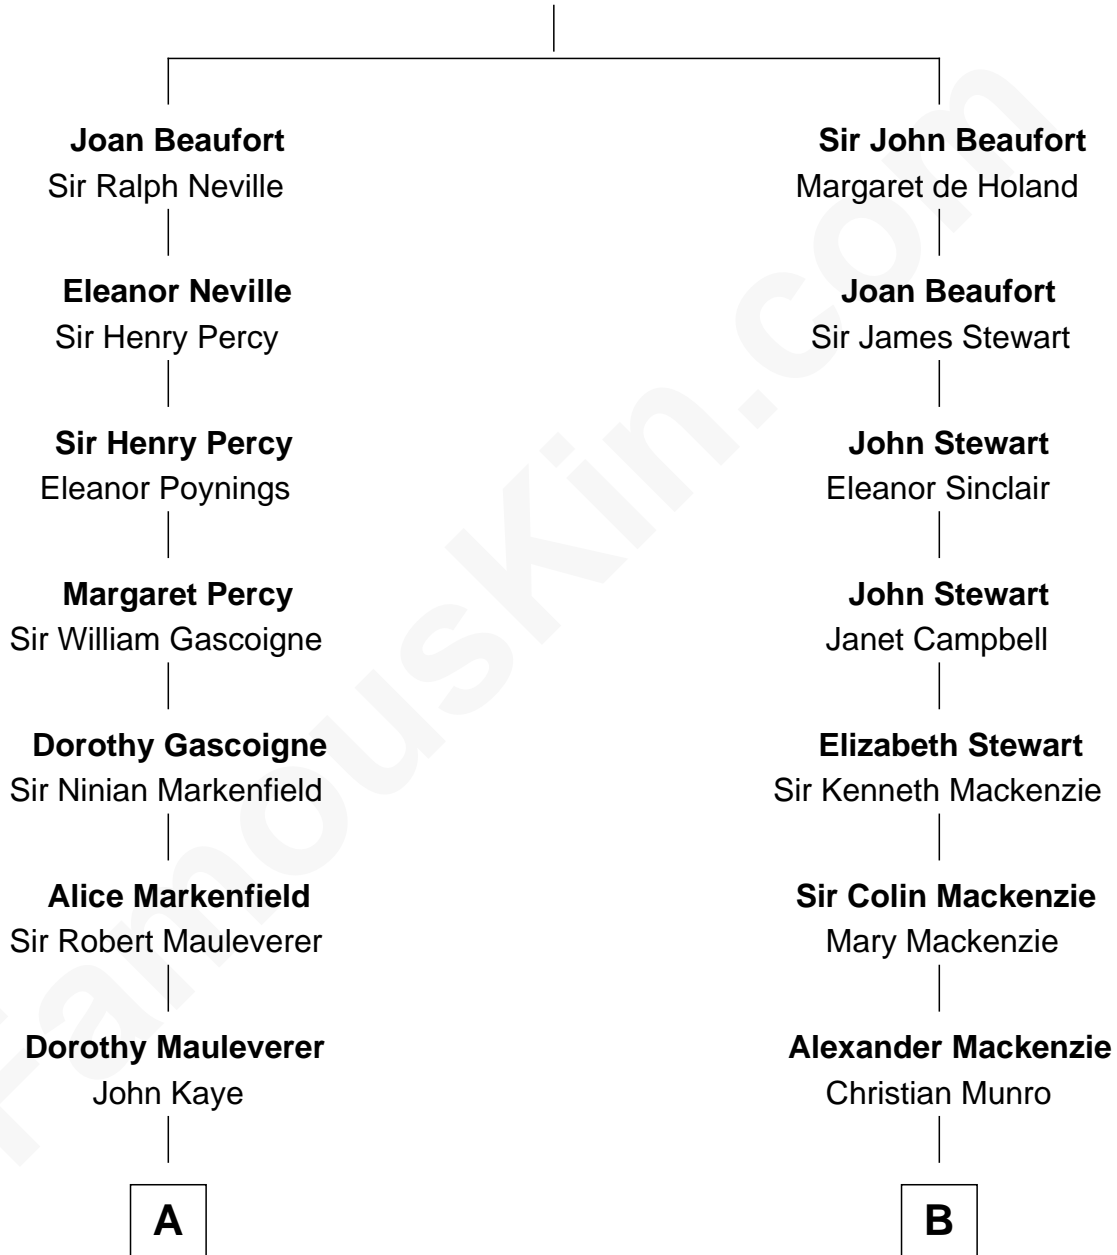 Joan Beaufort
Sir Ralph Neville
Eleanor Neville
Sir Henry Percy
Sir Henry Percy
Eleanor Poynings
Margaret Percy
Sir William Gascoigne
Dorothy Gascoigne
Sir Ninian Markenfield
Alice Markenfield
Sir Robert Mauleverer
Dorothy Mauleverer
John Kaye
A
Sir John Beaufort
Margaret de Holand
Joan Beaufort
Sir James Stewart
John Stewart
Eleanor Sinclair
John Stewart
Janet Campbell
Elizabeth Stewart
Sir Kenneth Mackenzie
Sir Colin Mackenzie
Mary Mackenzie
Alexander Mackenzie
Christian Munro
B
FamousKin.com